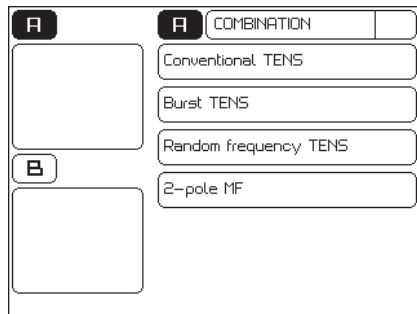 A
A COMBINATION
Conventional TENS
Burst TENS
Random frequency TENS
B
2-pole MF